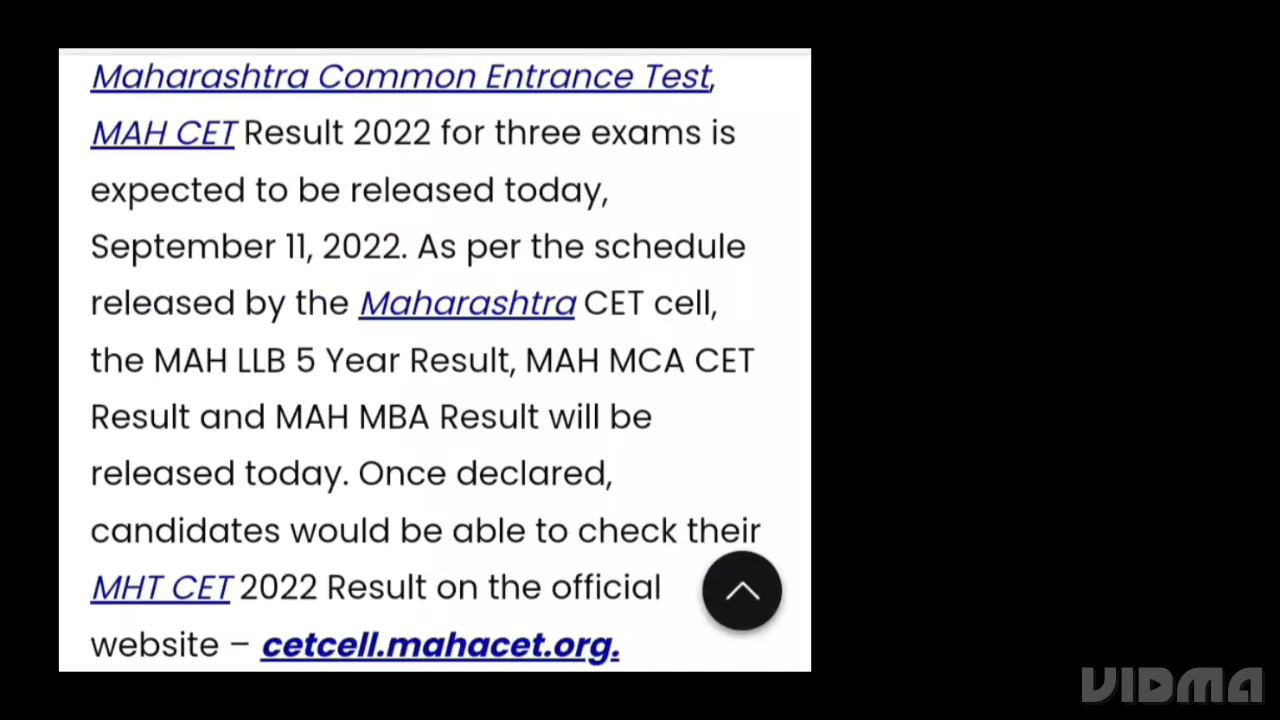 Maharashtra Common Entrance Test,
MAH CET Result 2022 for three exams is
expected to be released today,
September 11, 2022. As per the schedule
released by the Maharashtra CET cell,
the MAH LLB 5 Year Result, MAH MCA CET
Result and MAH MBA Result will be
released today. Once declared,
candidates would be able to check their
MHT CET 2022 Result on the official
website – cetcell.mahacet.org.
VIDMA